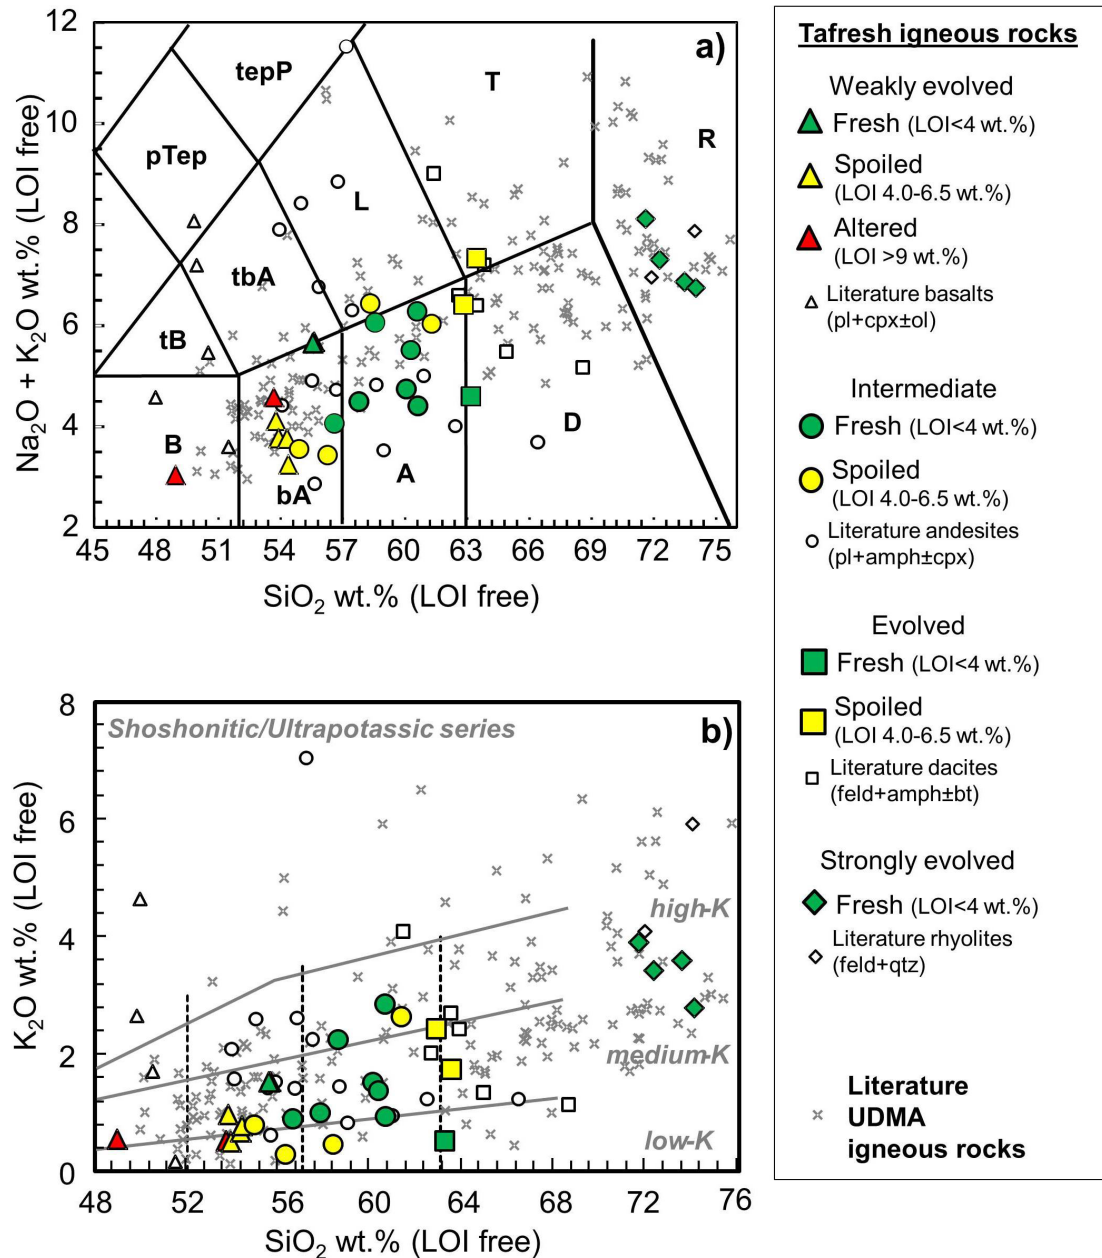 a)
12
10
8
6
4
2
Na₂O + K₂O wt.% (LOI free)
tepP
T
R
pTep
L
tbA
tB
B
bA
A
D
45 48 51 54 57 60 63 66 69 72 75
SiO₂ wt.% (LOI free)
b)
Shoshonitic/Ultrapotassic series
8
6
4
2
0
K₂O wt.% (LOI free)
high-K
medium-K
low-K
48 52 56 60 64 68 72 76
SiO₂ wt.% (LOI free)
Tafresh igneous rocks
Weakly evolved
Fresh (LOI<4 wt.%)
Spoiled
(LOI 4.0-6.5 wt.%)
Altered
(LOI >9 wt.%)
Literature basalts
(pl+cpx±ol)
Intermediate
Fresh (LOI<4 wt.%)
Spoiled
(LOI 4.0-6.5 wt.%)
Literature andesites
(pl+amph±cpx)
Evolved
Fresh (LOI<4 wt.%)
Spoiled
(LOI 4.0-6.5 wt.%)
Literature dacites
(feld+amph±bt)
Strongly evolved
Fresh (LOI<4 wt.%)
Literature rhyolites
(feld+qtz)
Literature
UDMA
igneous rocks